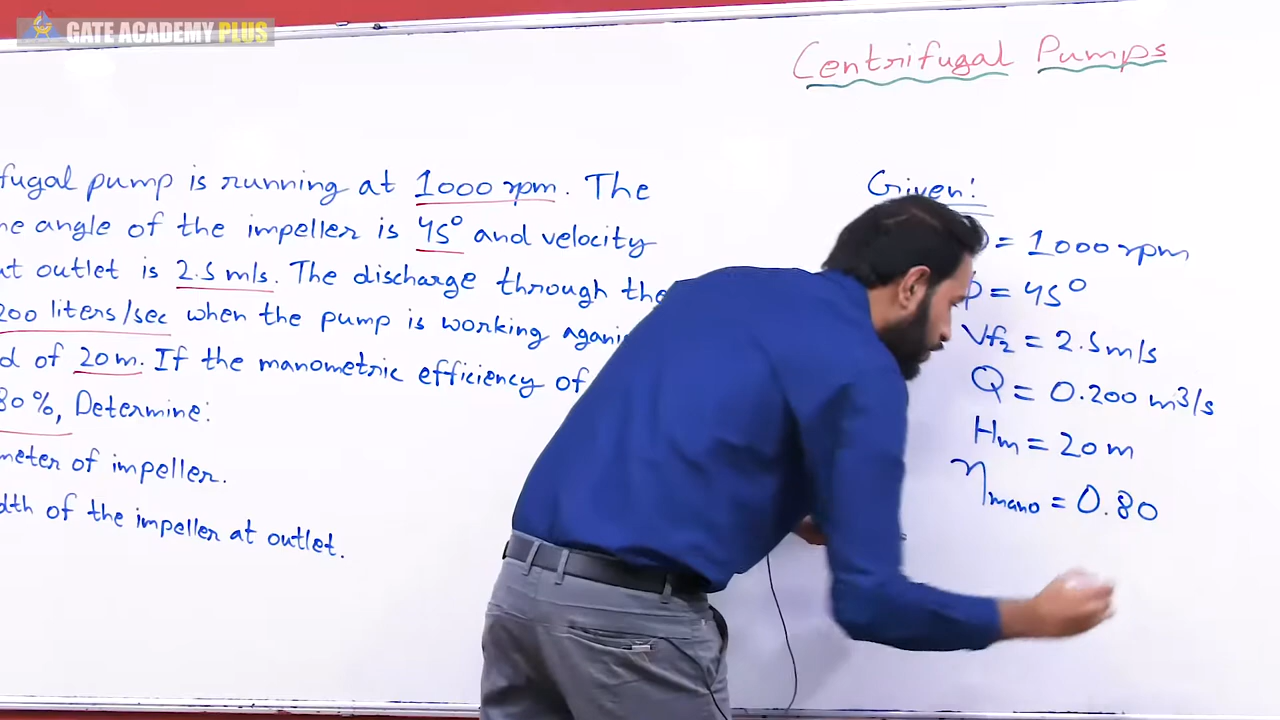 GATE ACADEMY PLUS
Centrifugal Pumps
fugal pump is running at 1000 rpm. The
ne angle of the impeller is 45° and velocity
at outlet is 2.5 m/s. The discharge through the
200 liters/sec when the pump is working again
d of 20 m. If the manometric efficiency of
80%, Determine:
meter of impeller.
dth of the impeller at outlet.
Given:
= 1000 rpm
= 45°
Vf2 = 2.5 m/s
Q = 0.200 m³/s
Hm = 20 m
ηmano = 0.80